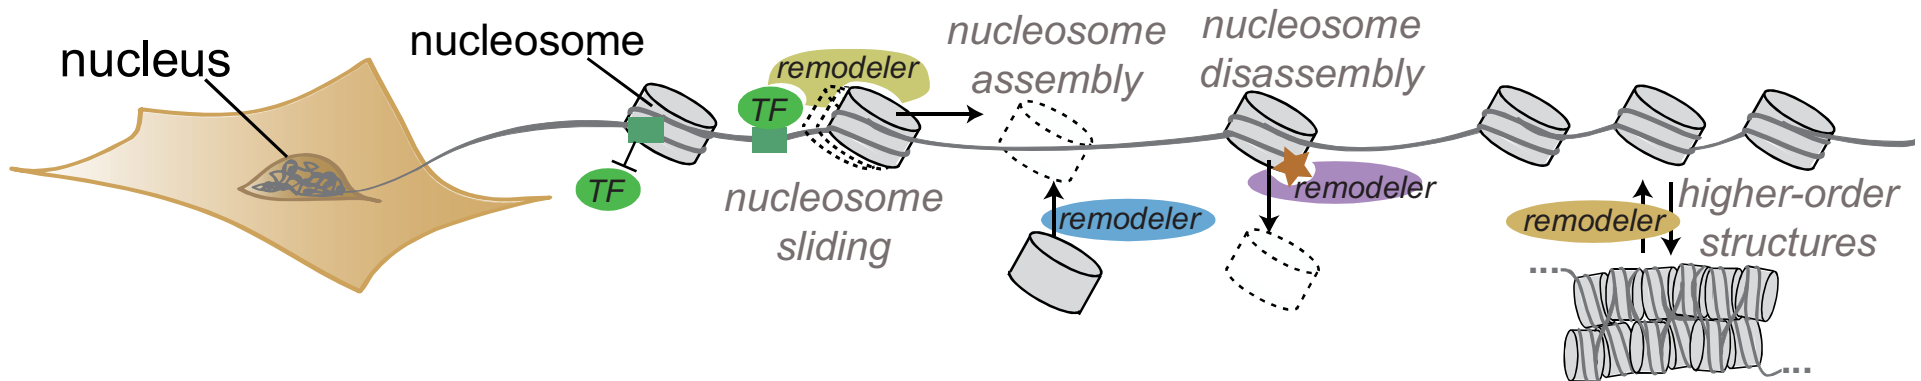 nucleus
nucleosome
TF
TF
remodeler
nucleosome
sliding
nucleosome
assembly
remodeler
nucleosome
disassembly
remodeler
remodeler
higher-order
structures
...
...